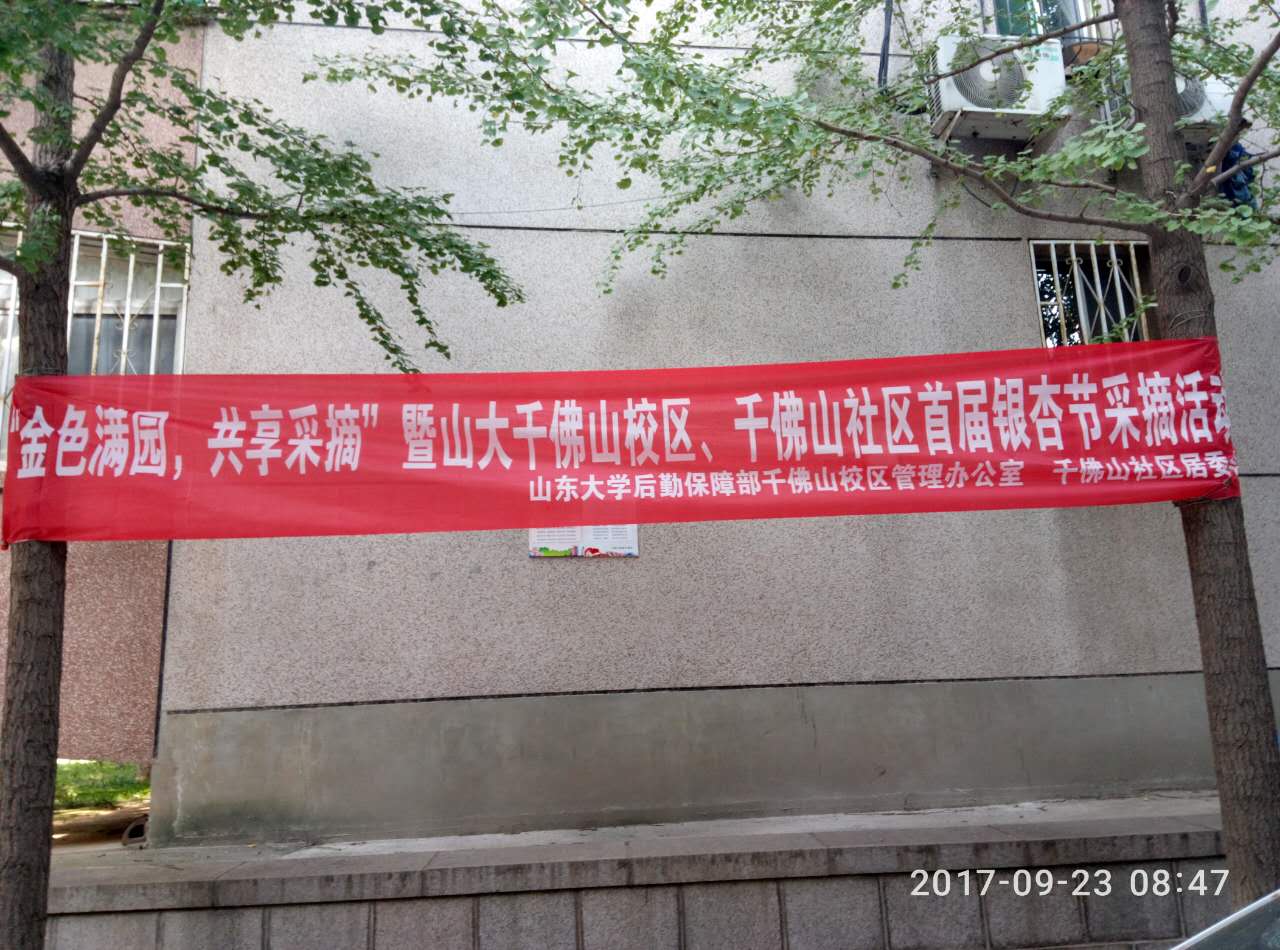 “金色满园，共享采摘”暨山大千佛山校区、千佛山社区首届银杏节采摘活动
山东大学后勤保障部千佛山校区管理办公室 千佛山社区居委
2017-09-23 08:47